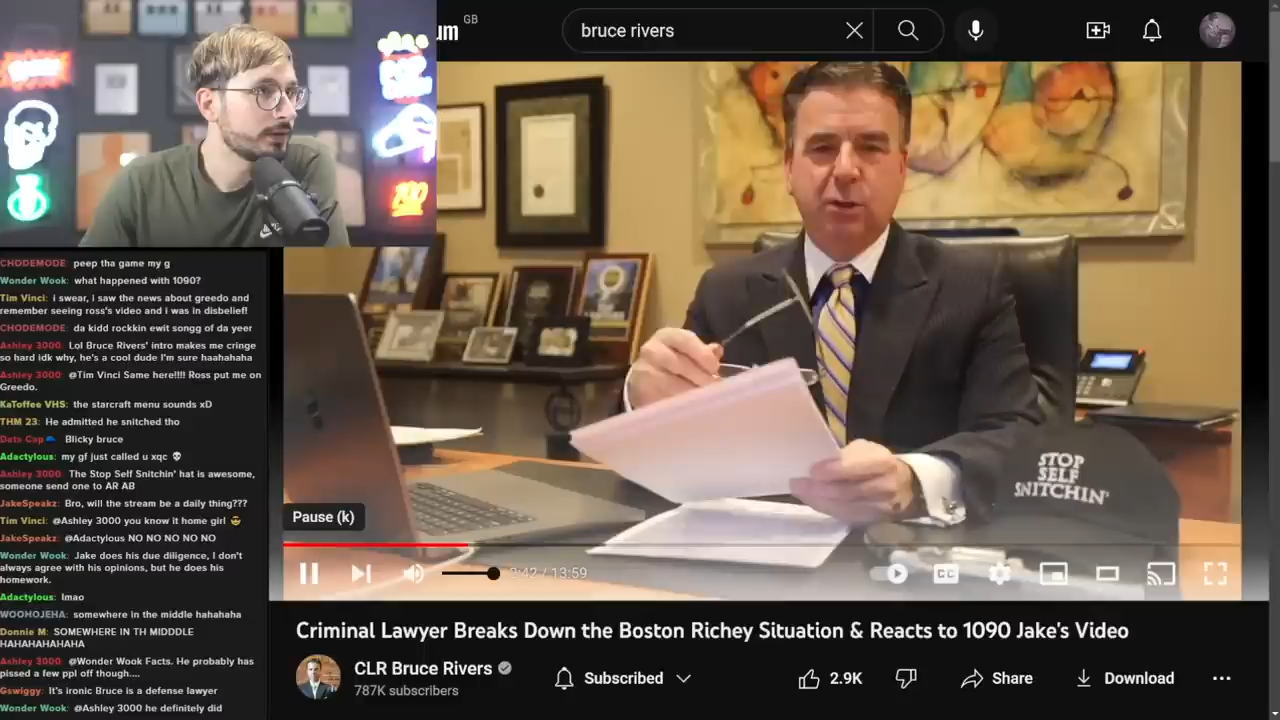 um GB
bruce rivers
CHODEMODE: peep tha game my g
Wonder Wook: what happened with 1090?
Tim Vinci: i swear, i saw the news about greedo and
remember seeing ross's video and i was in disbelief!
CHODEMODE: da kidd rockkin ewit songg of da yeer
Ashley 3000: Lol Bruce Rivers' intro makes me cringe
so hard idk why, he's a cool dude I'm sure haahahaha
Ashley 3000: @Tim Vinci Same here!!!! Ross put me on
Greedo.
KaToffee VHS: the starcraft menu sounds xD
THM 23: He admitted he snitched tho
Dats Cap Blicky bruce
Adactylous: my gf just called u xqc 💀
Ashley 3000: The Stop Self Snitchin' hat is awesome,
someone send one to AR AB
JakeSpeakz: Bro, will the stream be a daily thing???
Tim Vinci: @Ashley 3000 you know it home girl 😎
JakeSpeakz: @Adactylous NO NO NO NO NO
Wonder Wook: Jake does his due diligence, I don't
always agree with his opinions, but he does his
homework.
Adactylous: lmao
WOOHOJEHA: somewhere in the middle hahahaha
Donnie M: SOMEWHERE IN TH MIDDDLE
HAHAHAHAHAHA
Ashley 3000: @Wonder Wook Facts. He probably has
pissed a few ppl off though....
Gswiggy: It's ironic Bruce is a defense lawyer
Wonder Wook: @Ashley 3000 he definitely did
STOP
SELF
SNITCHIN'
Pause (k)
2:42 / 13:59
CC
Criminal Lawyer Breaks Down the Boston Richey Situation & Reacts to 1090 Jake's Video
CLR Bruce Rivers
787K subscribers
Subscribed
2.9K
Share
Download